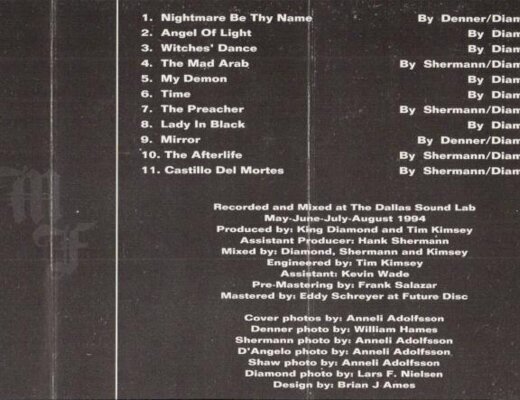 1. Nightmare Be Thy Name By Denner/Diam
2. Angel Of Light By Diam
3. Witches' Dance By Diam
4. The Mad Arab By Shermann/Diam
5. My Demon By Diam
6. Time By Diam
7. The Preacher By Shermann/Diam
8. Lady In Black By Diam
9. Mirror By Denner/Diam
10. The Afterlife By Shermann/Diam
11. Castillo Del Mortes By Shermann/Diam
MF
Recorded and Mixed at The Dallas Sound Lab
May-June-July-August 1994
Produced by: King Diamond and Tim Kimsey
Assistant Producer: Hank Shermann
Mixed by: Diamond, Shermann and Kimsey
Engineered by: Tim Kimsey
Assistant: Kevin Wade
Pre-Mastering by: Frank Salazar
Mastered by: Eddy Schreyer at Future Disc
Cover photos by: Anneli Adolfsson
Denner photo by: William Hames
Shermann photo by: Anneli Adolfsson
D'Angelo photo by: Anneli Adolfsson
Shaw photo by: Anneli Adolfsson
Diamond photo by: Lars F. Nielsen
Design by: Brian J Ames